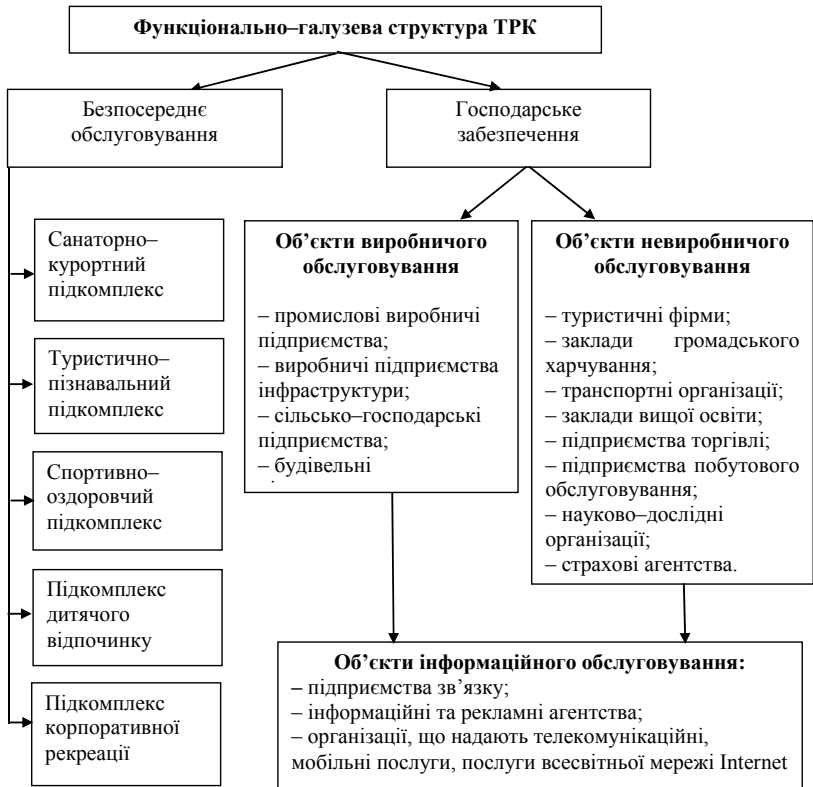 Функціонально–галузева структура ТРК
Безпосереднє
обслуговування
Господарське
забезпечення
Санаторно–
курортний
підкомплекс
Туристично–
пізнавальний
підкомплекс
Спортивно–
оздоровчий
підкомплекс
Підкомплекс
дитячого
відпочинку
Підкомплекс
корпоративної
рекреації
Об’єкти виробничого
обслуговування
– промислові виробничі
підприємства;
– виробничі підприємства
інфраструктури;
– сільсько–господарські
підприємства;
– будівельні
Об’єкти невиробничого
обслуговування
– туристичні фірми;
– заклади громадського
харчування;
– транспортні організації;
– заклади вищої освіти;
– підприємства торгівлі;
– підприємства побутового
обслуговування;
– науково–дослідні
організації;
– страхові агентства.
Об’єкти інформаційного обслуговування:
– підприємства зв’язку;
– інформаційні та рекламні агентства;
– організації, що надають телекомунікаційні,
мобільні послуги, послуги всесвітньої мережі Internet